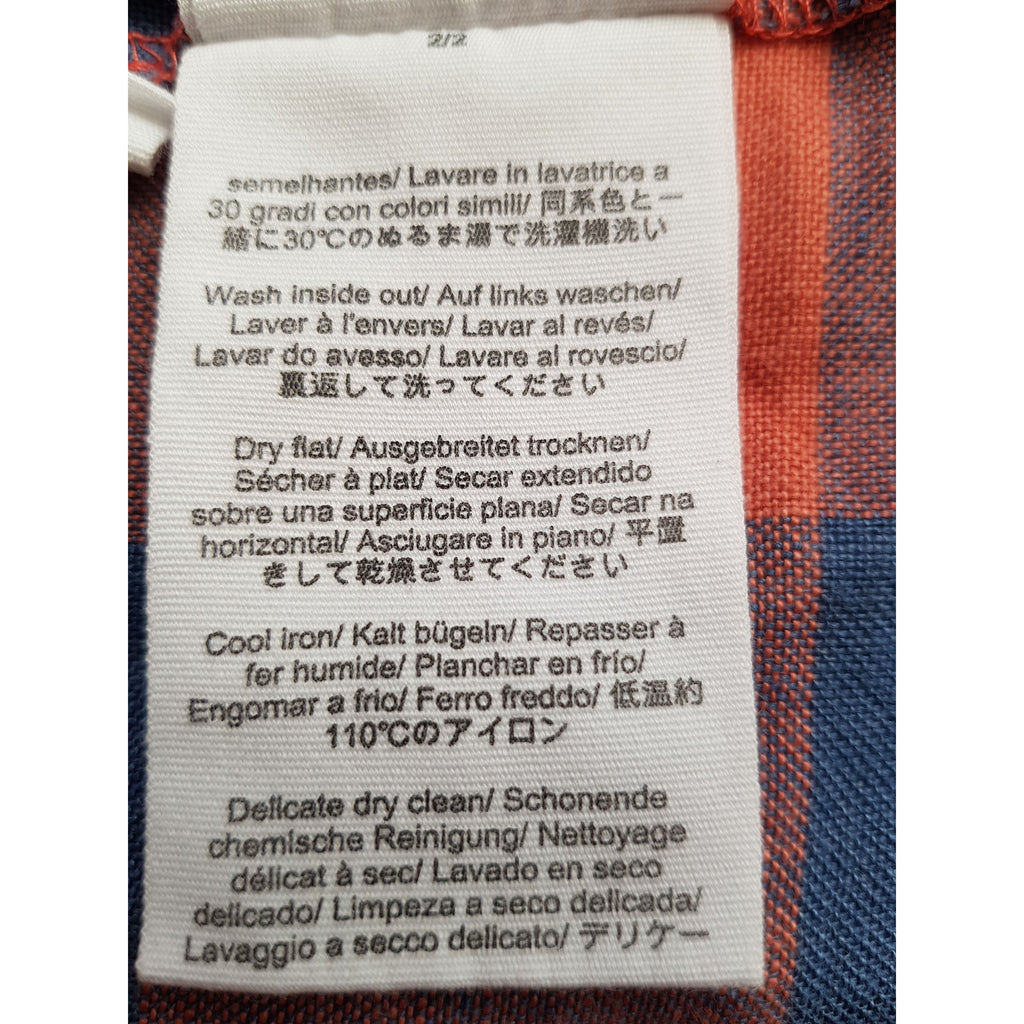 2/2
semelhantes/ Lavare in lavatrice a
30 gradi con colori simili/ 同系色と一
緒に30℃のぬるま湯で洗濯機洗い
Wash inside out/ Auf links waschen/
Laver à l'envers/ Lavar al revés/
Lavar do avesso/ Lavare al rovescio/
裏返して洗ってください
Dry flat/ Ausgebreitet trocknen/
Sécher à plat/ Secar extendido
sobre una superficie plana/ Secar na
horizontal/ Asciugare in piano/ 平置
きして乾燥させてください
Cool iron/ Kalt bügeln/ Repasser à
fer humide/ Planchar en frío/
Engomar a frio/ Ferro freddo/ 低温約
110℃のアイロン
Delicate dry clean/ Schonende
chemische Reinigung/ Nettoyage
délicat à sec/ Lavado en seco
delicado/ Limpeza a seco delicada/
Lavaggio a secco delicato/ デリケー